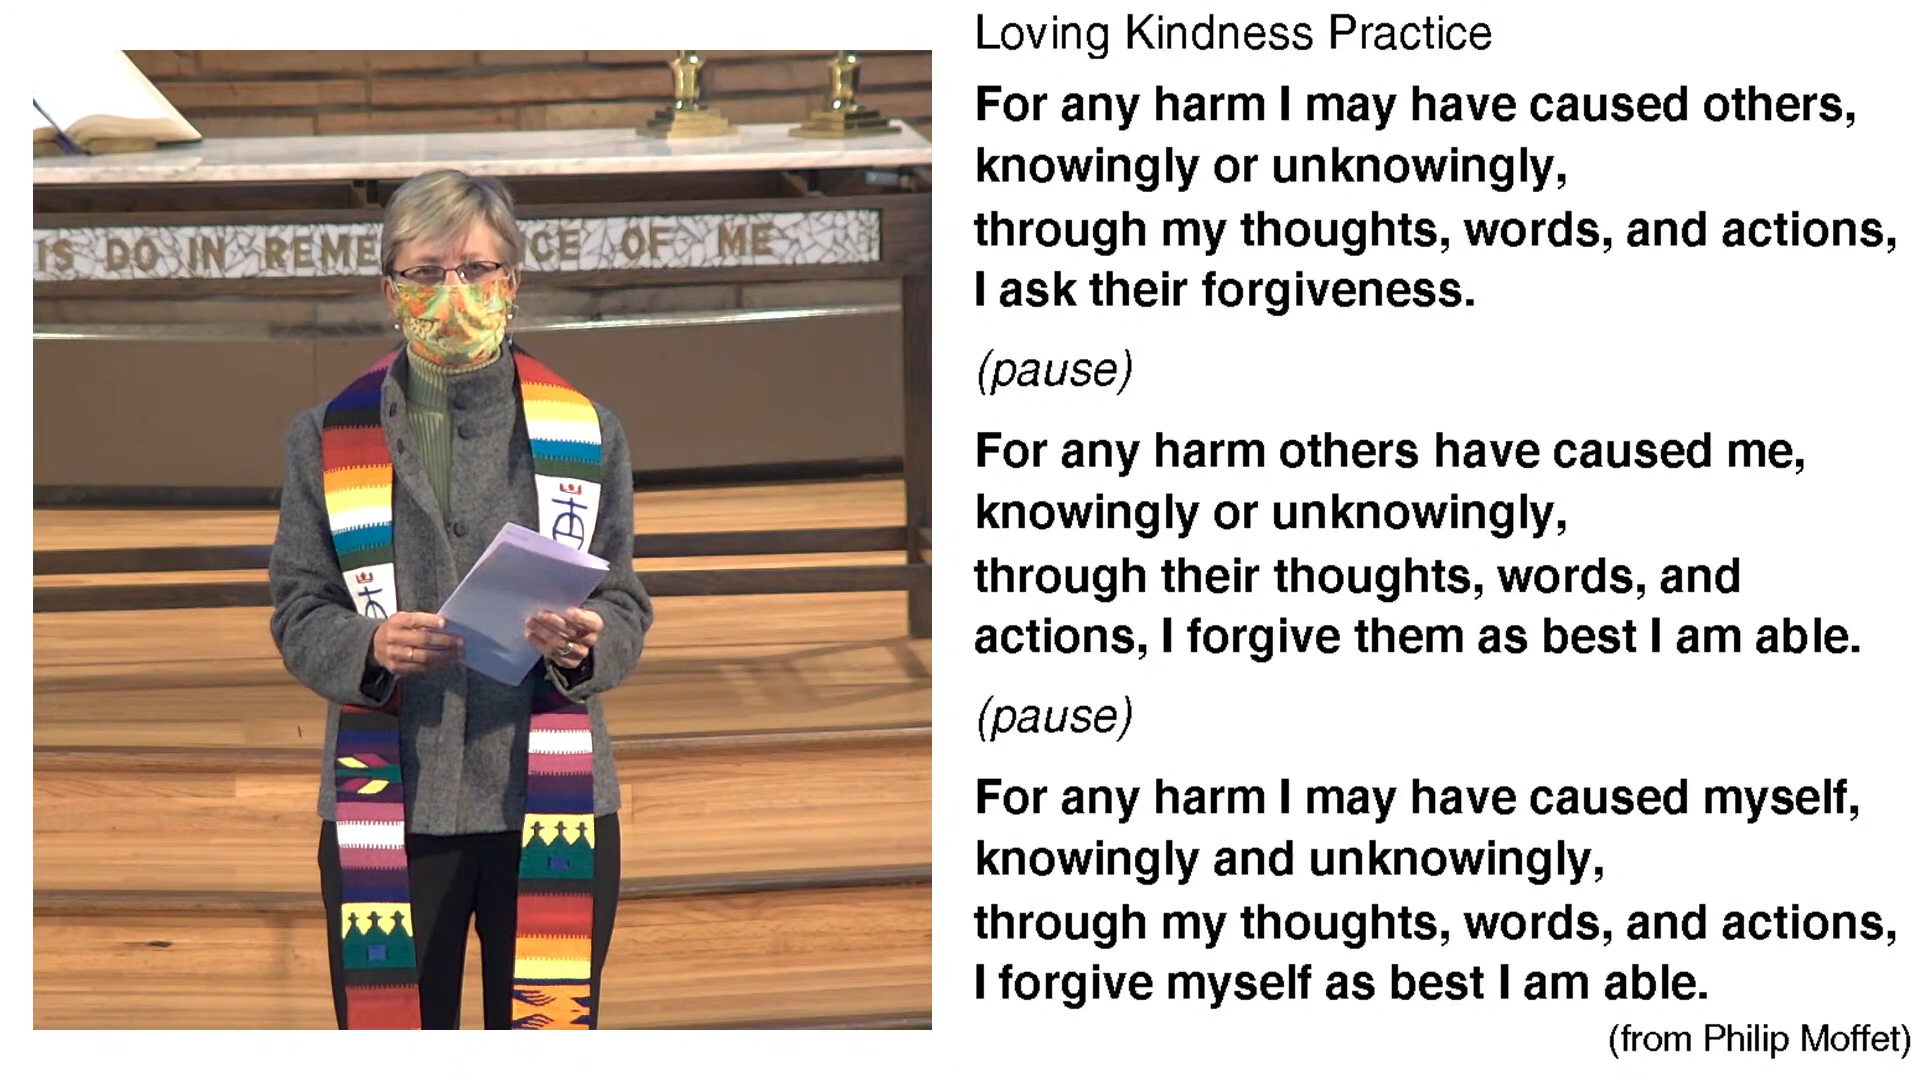 IS DO IN REME CE OF ME
Loving Kindness Practice
For any harm I may have caused others,
knowingly or unknowingly,
through my thoughts, words, and actions,
I ask their forgiveness.
(pause)
For any harm others have caused me,
knowingly or unknowingly,
through their thoughts, words, and
actions, I forgive them as best I am able.
(pause)
For any harm I may have caused myself,
knowingly and unknowingly,
through my thoughts, words, and actions,
I forgive myself as best I am able.
(from Philip Moffet)